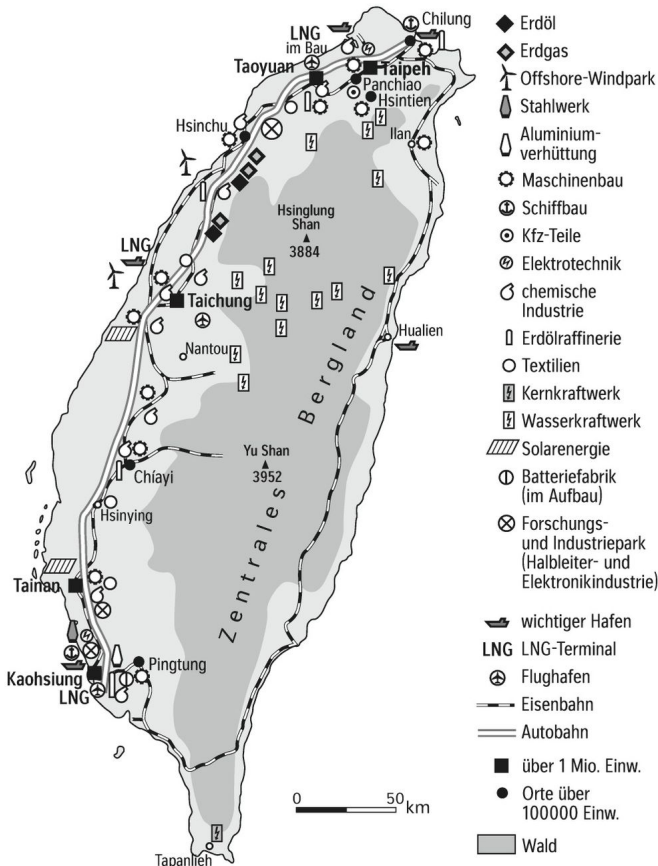 Chilung
LNG
im Bau
Taoyuan
Taipeh
Panchiao
Hsintien
Hsinchu
Ilan
Hsinglung
Shan
3884
LNG
Taichung
Nantou
Hualien
Yu Shan
3952
Chíayi
Hsinying
Tainan
Zentrales Bergland
Pingtung
Kaohsiung
LNG
Tapanlieh
0 50
km
Erdöl
Erdgas
Offshore-Windpark
Stahlwerk
Aluminium-
verhüttung
Maschinenbau
Schiffbau
Kfz-Teile
Elektrotechnik
chemische
Industrie
Erdölraffinerie
Textilien
Kernkraftwerk
Wasserkraftwerk
Solarenergie
Batteriefabrik
(im Aufbau)
Forschungs-
und Industriepark
(Halbleiter- und
Elektronikindustrie)
wichtiger Hafen
LNG LNG-Terminal
Flughafen
Eisenbahn
Autobahn
über 1 Mio. Einw.
Orte über
100000 Einw.
Wald